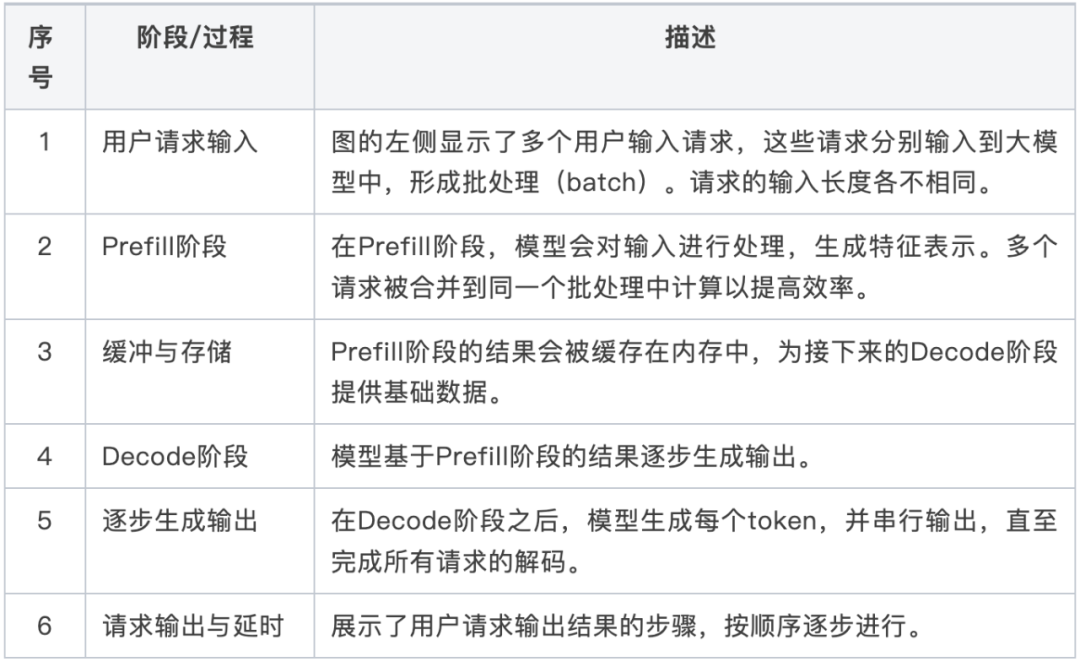 序号 阶段/过程 描述
1 用户请求输入 图的左侧显示了多个用户输入请求，这些请求分别输入到大模
型中，形成批处理（batch）。请求的输入长度各不相同。
2 Prefill阶段 在Prefill阶段，模型会对输入进行处理，生成特征表示。多个
请求被合并到同一个批处理中计算以提高效率。
3 缓冲与存储 Prefill阶段的结果会被缓存在内存中，为接下来的Decode阶段
提供基础数据。
4 Decode阶段 模型基于Prefill阶段的结果逐步生成输出。
5 逐步生成输出 在Decode阶段之后，模型生成每个token，并串行输出，直至
完成所有请求的解码。
6 请求输出与延时 展示了用户请求输出结果的步骤，按顺序逐步进行。